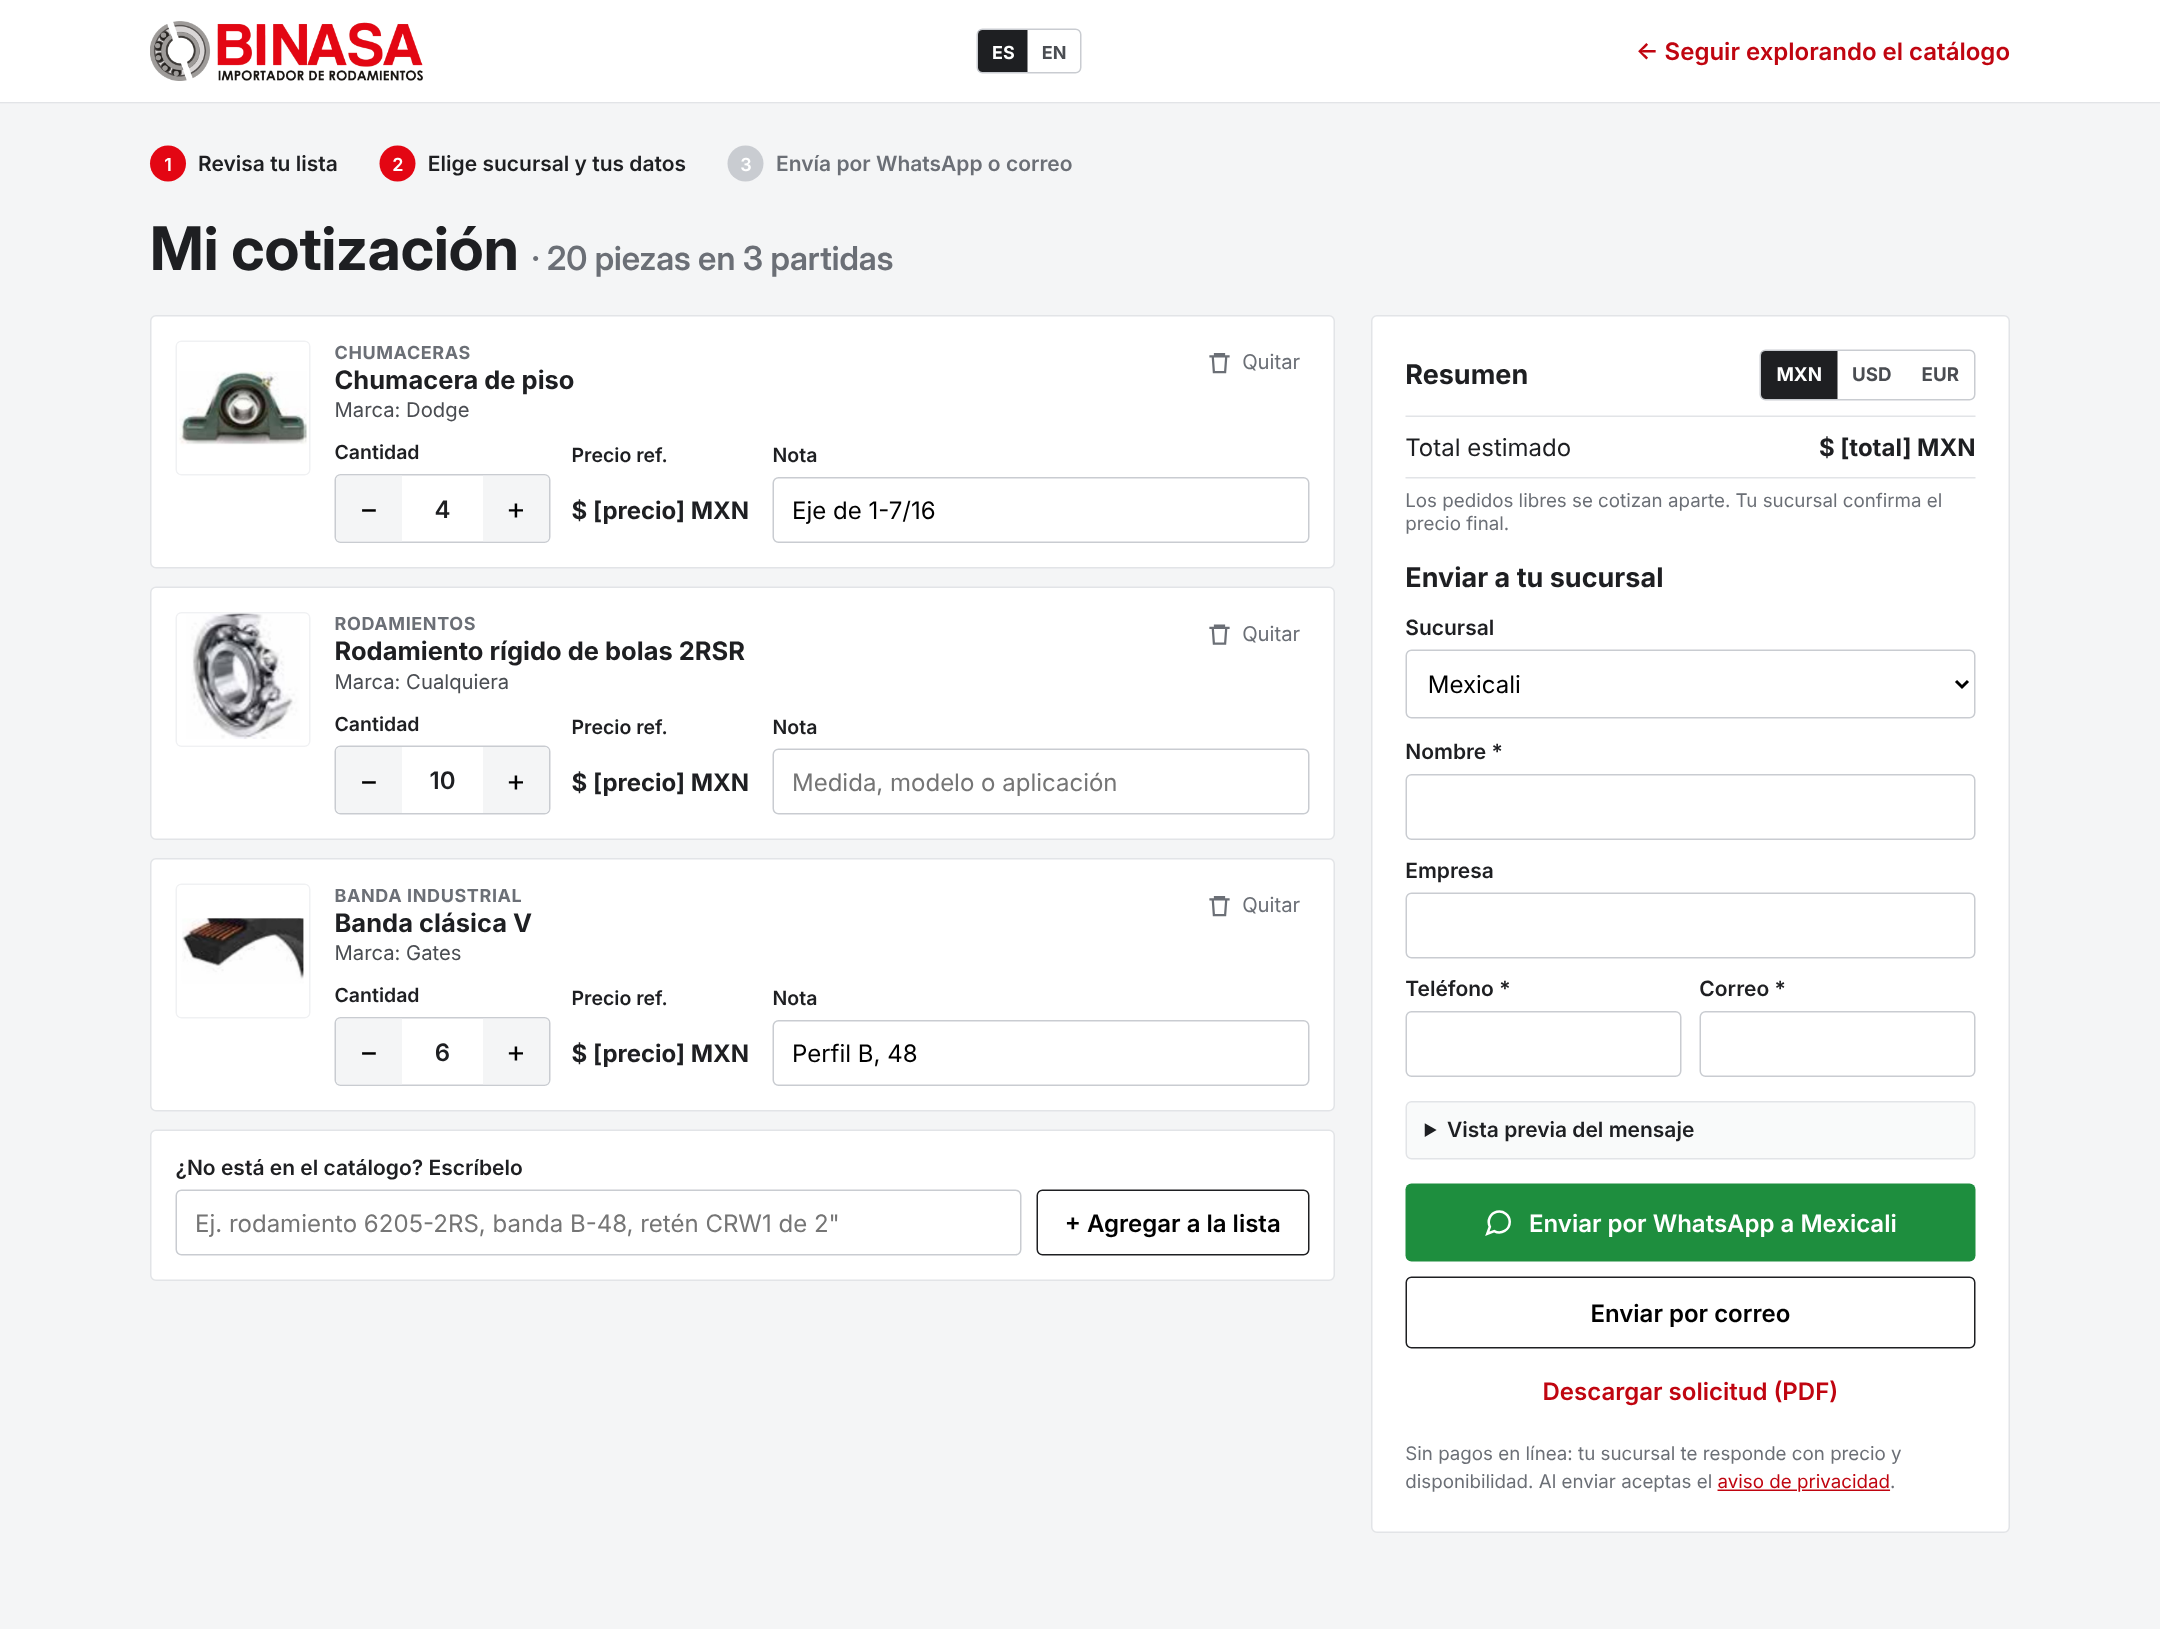 BINASA
IMPORTADOR DE RODAMIENTOS
ES EN
← Seguir explorando el catálogo
1 Revisa tu lista 2 Elige sucursal y tus datos 3 Envía por WhatsApp o correo
Mi cotización · 20 piezas en 3 partidas
CHUMACERAS
Quitar
Chumacera de piso
Marca: Dodge
Cantidad Precio ref. Nota
− 4 + $ [precio] MXN Eje de 1-7/16
RODAMIENTOS
Quitar
Rodamiento rígido de bolas 2RSR
Marca: Cualquiera
Cantidad Precio ref. Nota
− 10 + $ [precio] MXN Medida, modelo o aplicación
BANDA INDUSTRIAL
Quitar
Banda clásica V
Marca: Gates
Cantidad Precio ref. Nota
− 6 + $ [precio] MXN Perfil B, 48
¿No está en el catálogo? Escríbelo
Ej. rodamiento 6205-2RS, banda B-48, retén CRW1 de 2" + Agregar a la lista
Resumen MXN USD EUR
Total estimado $ [total] MXN
Los pedidos libres se cotizan aparte. Tu sucursal confirma el
precio final.
Enviar a tu sucursal
Sucursal
Mexicali
Nombre *
Empresa
Teléfono * Correo *
▶ Vista previa del mensaje
Enviar por WhatsApp a Mexicali
Enviar por correo
Descargar solicitud (PDF)
Sin pagos en línea: tu sucursal te responde con precio y
disponibilidad. Al enviar aceptas el aviso de privacidad.